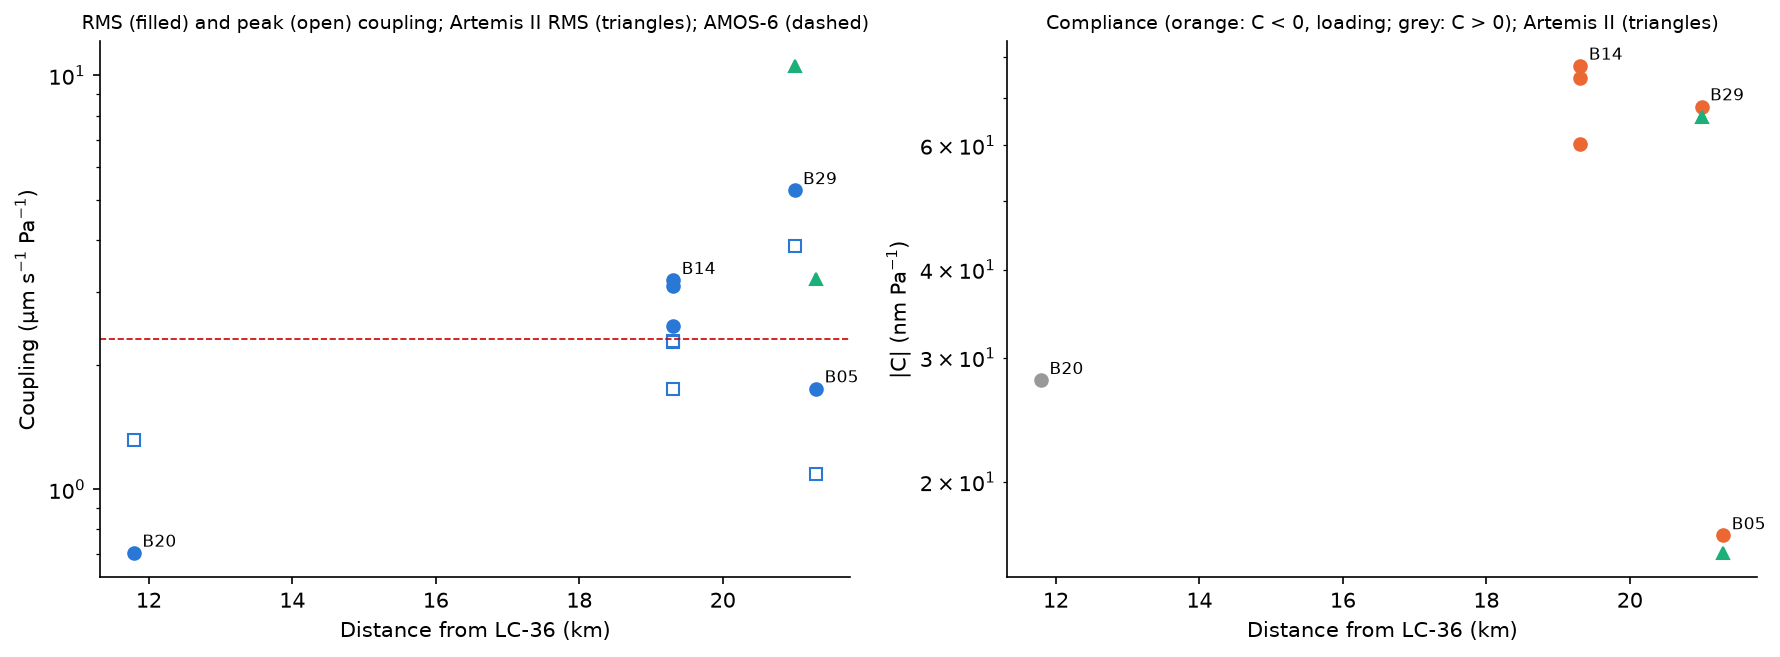 RMS (filled) and peak (open) coupling; Artemis II RMS (triangles); AMOS-6 (dashed)
10¹
10⁰
Coupling (µm s⁻¹ Pa⁻¹)
B29
B14
B05
B20
12 14 16 18 20
Distance from LC-36 (km)
Compliance (orange: C < 0, loading; grey: C > 0); Artemis II (triangles)
6 × 10¹
4 × 10¹
3 × 10¹
2 × 10¹
|C| (nm Pa⁻¹)
B14
B29
B20
B05
12 14 16 18 20
Distance from LC-36 (km)